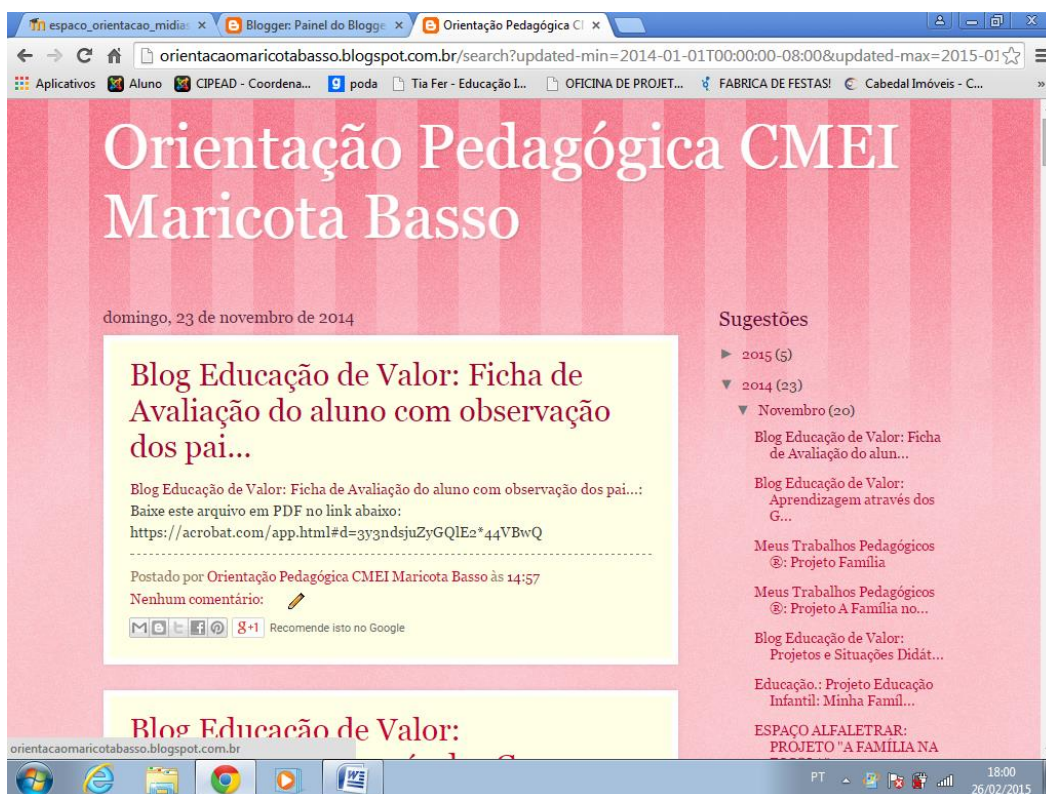 espaco_orientacao_midias
Blogger: Painel do Blogge
Orientação Pedagógica Cl
orientacaomaricotabasso.blogspot.com.br/search?updated-min=2014-01-01T00:00:00-08:00&updated-max=2015-01
Aplicativos Aluno CIPEAD - Coordena... poda Tia Fer - Educação I... OFICINA DE PROJET... FABRICA DE FESTAS! Cabedal Imóveis - C... »
Orientação Pedagógica CMEI
Maricota Basso
domingo, 23 de novembro de 2014
Blog Educação de Valor: Ficha de
Avaliação do aluno com observação
dos pai...
Blog Educação de Valor: Ficha de Avaliação do aluno com observação dos pai...:
Baixe este arquivo em PDF no link abaixo:
https://acrobat.com/app.html#d=3y3ndsjuZyGQlE2*44VBwQ
Postado por Orientação Pedagógica CMEI Maricota Basso às 14:57
Nenhum comentário:
g+1 Recomende isto no Google
Blog Educação de Valor:
Sugestões
► 2015 (5)
▼ 2014 (23)
▼ Novembro (20)
Blog Educação de Valor: Ficha
de Avaliação do alun...
Blog Educação de Valor:
Aprendizagem através dos
G...
Meus Trabalhos Pedagógicos
®: Projeto Família
Meus Trabalhos Pedagógicos
®: Projeto A Família no...
Blog Educação de Valor:
Projetos e Situações Didát...
Educação.: Projeto Educação
Infantil: Minha Famíl...
ESPAÇO ALFALETRAR:
PROJETO "A FAMÍLIA NA
orientacaomaricotabasso.blogspot.com.br
PT
18:00
26/02/2015